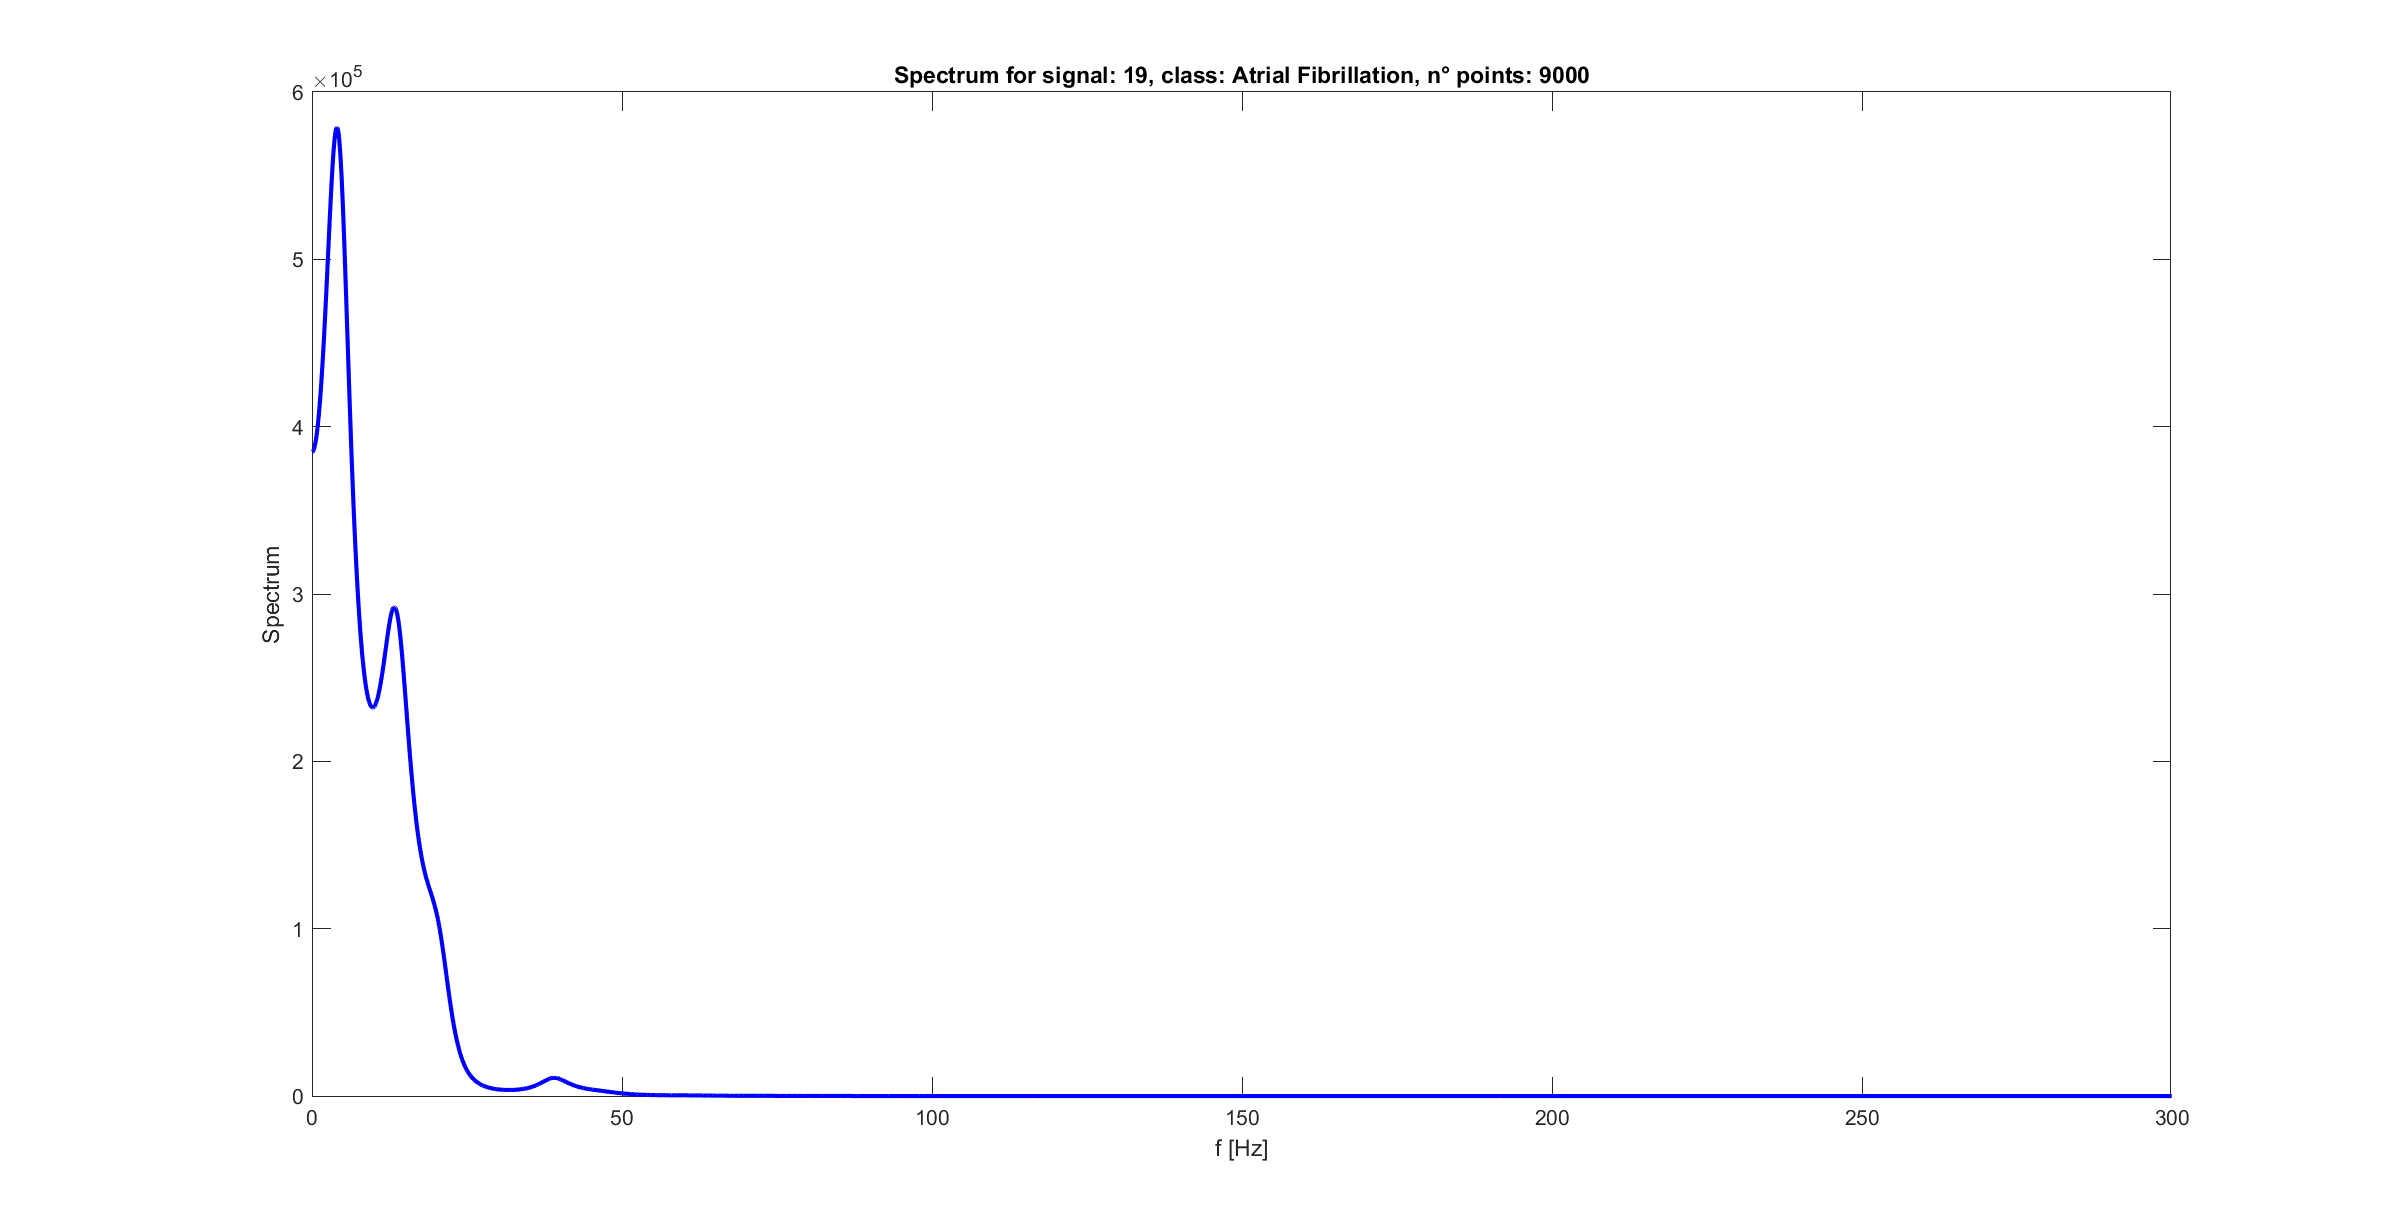 Spectrum for signal: 19, class: Atrial Fibrillation, n° points: 9000
×10^5
6
5
4
3
2
1
0
Spectrum
0 50 100 150 200 250 300
f [Hz]